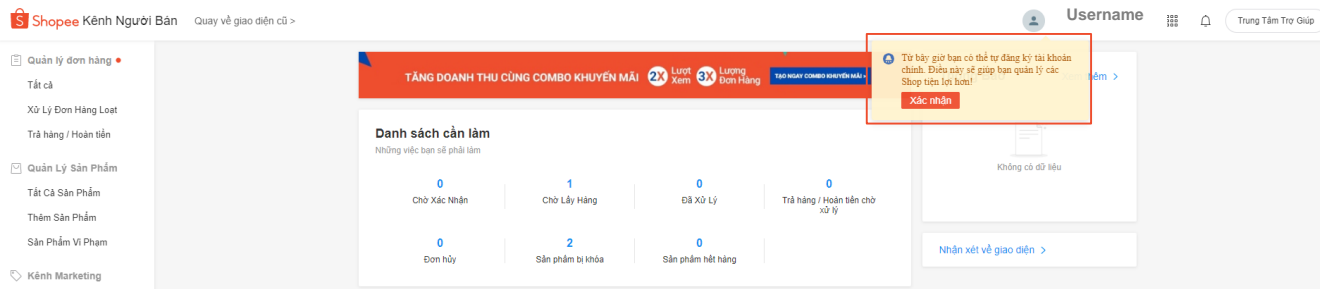 Shopee Kênh Người Bán Quay về giao diện cũ >
Username
Trung Tâm Trợ Giúp
Quản lý đơn hàng
Tất cả
Xử Lý Đơn Hàng Loạt
Trả hàng / Hoàn tiền
Quản Lý Sản Phẩm
Tất Cả Sản Phẩm
Thêm Sản Phẩm
Sản Phẩm Vi Phạm
Kênh Marketing
TĂNG DOANH THU CÙNG COMBO KHUYẾN MÃI 2X Lượt Xem 3X Lượng Đơn Hàng TẠO NGAY COMBO KHUYẾN MÃI
Danh sách cần làm
Những việc bạn sẽ phải làm
0 1 0 0
Chờ Xác Nhận Chờ Lấy Hàng Đã Xử Lý Trả hàng / Hoàn tiền chờ
xử lý
0 2 0
Đơn hủy Sản phẩm bị khóa Sản phẩm hết hàng
Từ bây giờ bạn có thể tự đăng ký tài khoản
chính. Điều này sẽ giúp bạn quản lý các
Shop tiện lợi hơn!
Xác nhận
Không có dữ liệu
Nhận xét về giao diện >